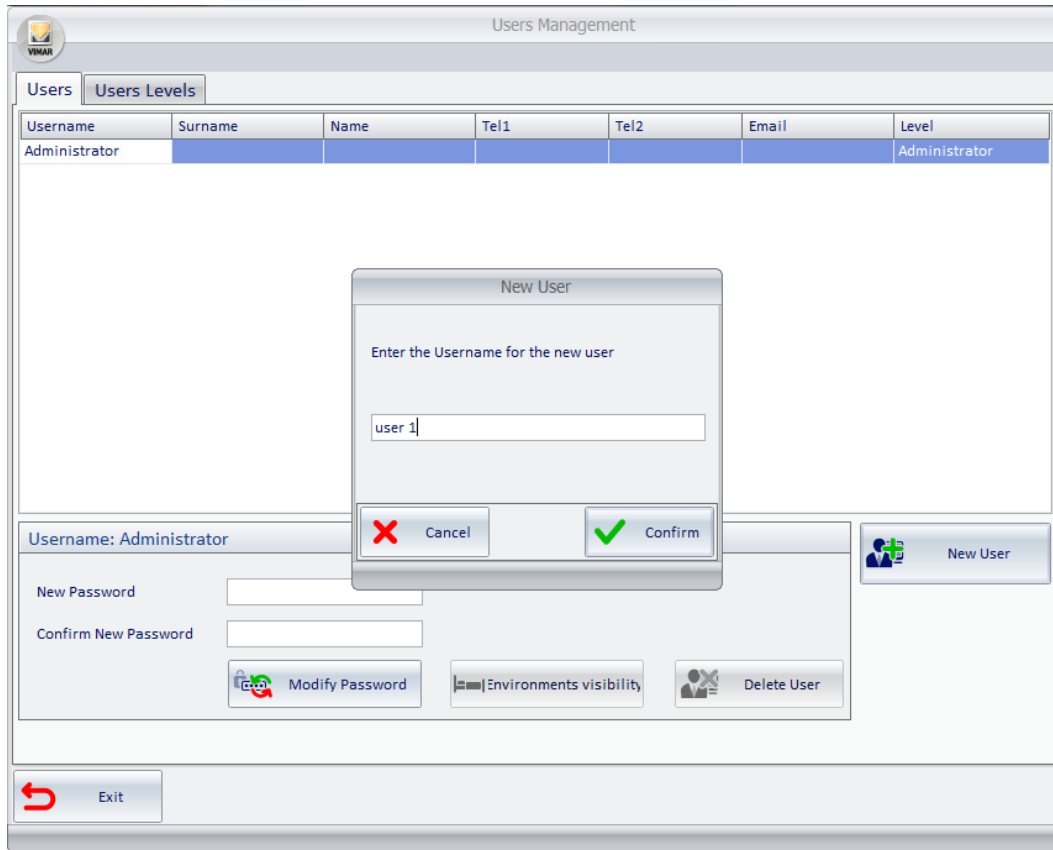 Users Management
VIMAR
Users Users Levels
Username Surname Name Tel1 Tel2 Email Level
Administrator Administrator
New User
Enter the Username for the new user
user 1
Cancel Confirm
Username: Administrator
New User
New Password
Confirm New Password
Modify Password Environments visibility Delete User
Exit